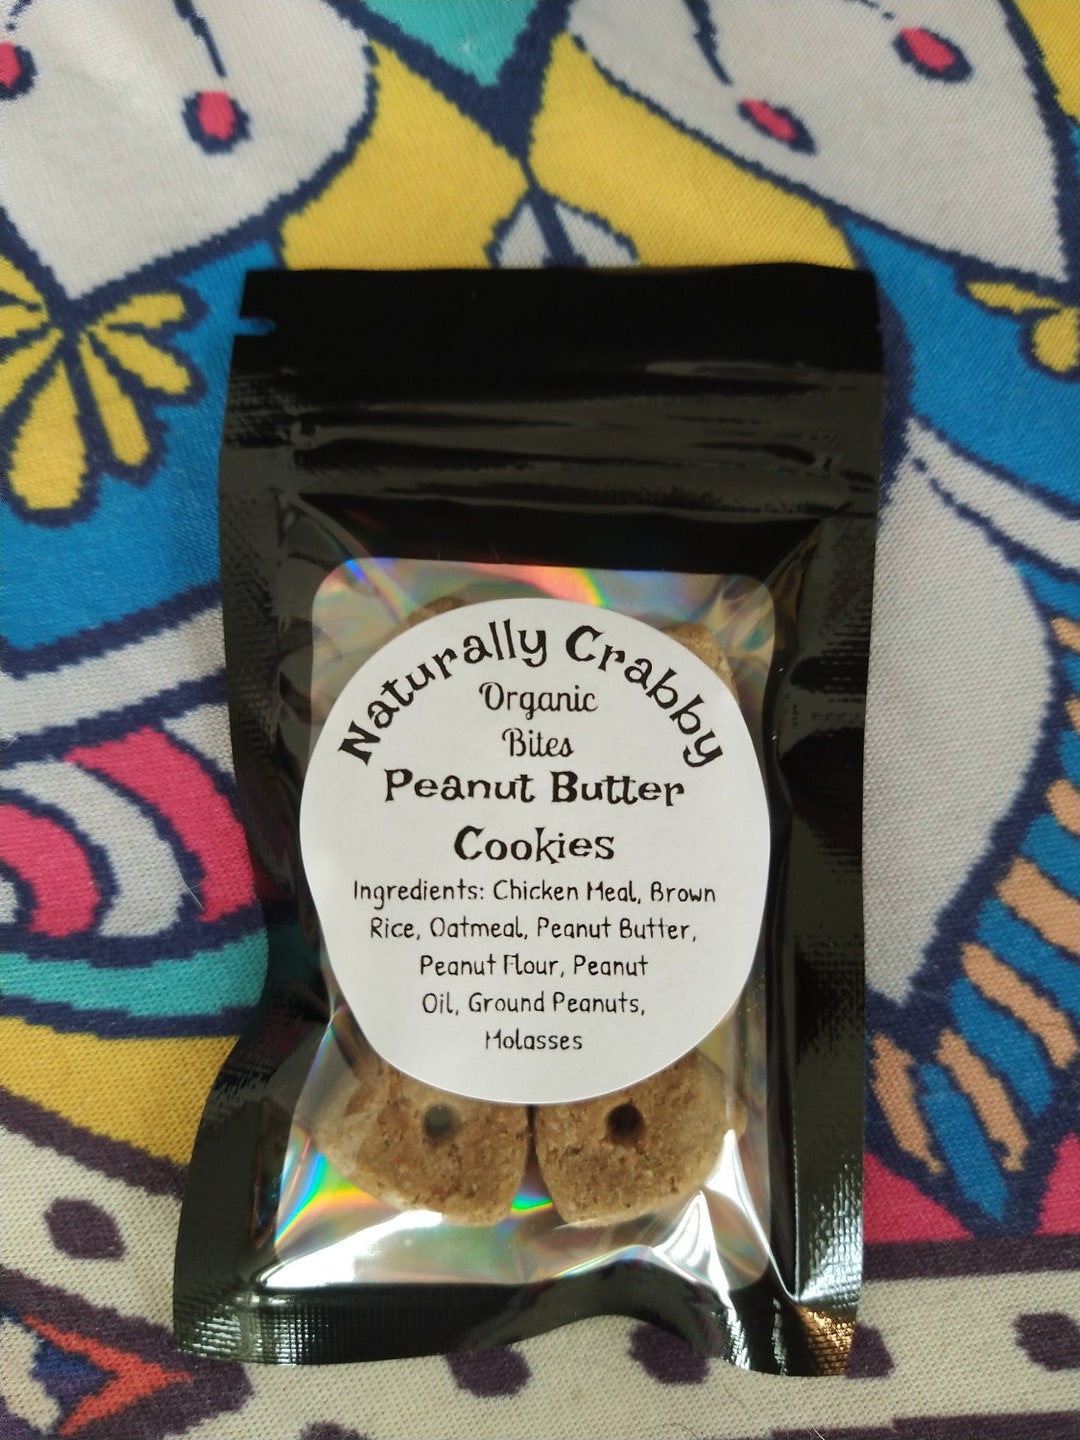 Naturally Crabby
Organic
Bites
Peanut Butter
Cookies
Ingredients: Chicken Meal, Brown
Rice, Oatmeal, Peanut Butter,
Peanut Flour, Peanut
Oil, Ground Peanuts,
Molasses